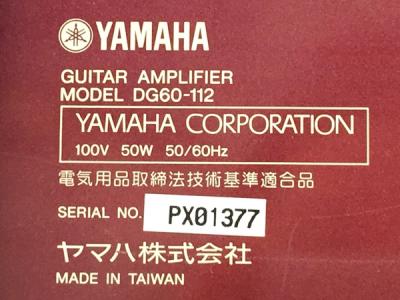 YAMAHA
GUITAR AMPLIFIER
MODEL DG60-112
YAMAHA CORPORATION
100V 50W 50/60Hz
電気用品取締法技術基準適合品
SERIAL NO. PX01377
ヤマハ株式会社
MADE IN TAIWAN